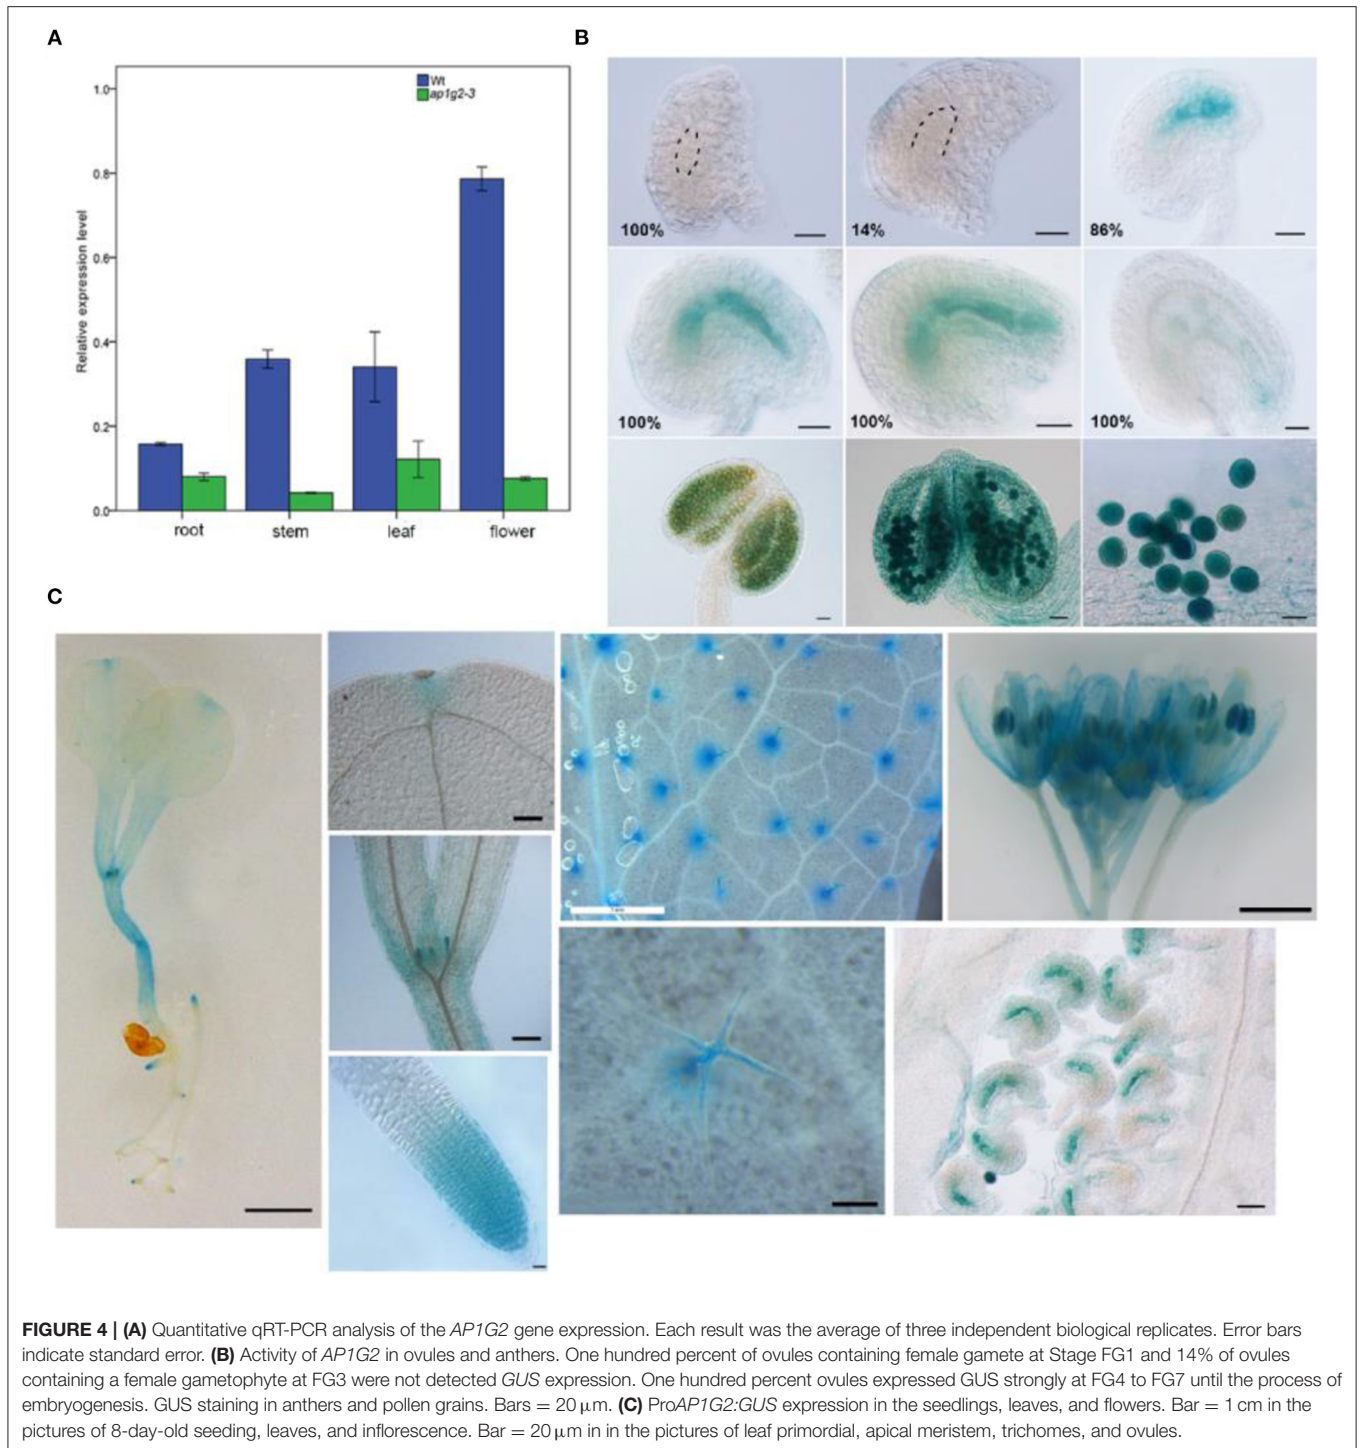 A
B
Wt
ap1g2-3
Relative expression level
1.0
0.8
0.6
0.4
0.2
0.0
root stem leaf flower
100% 14% 86%
100% 100% 100%
C
FIGURE 4 | (A) Quantitative qRT-PCR analysis of the AP1G2 gene expression. Each result was the average of three independent biological replicates. Error bars
indicate standard error. (B) Activity of AP1G2 in ovules and anthers. One hundred percent of ovules containing female gamete at Stage FG1 and 14% of ovules
containing a female gametophyte at FG3 were not detected GUS expression. One hundred percent ovules expressed GUS strongly at FG4 to FG7 until the process of
embryogenesis. GUS staining in anthers and pollen grains. Bars = 20 μm. (C) ProAP1G2:GUS expression in the seedlings, leaves, and flowers. Bar = 1 cm in the
pictures of 8-day-old seeding, leaves, and inflorescence. Bar = 20 μm in in the pictures of leaf primordial, apical meristem, trichomes, and ovules.